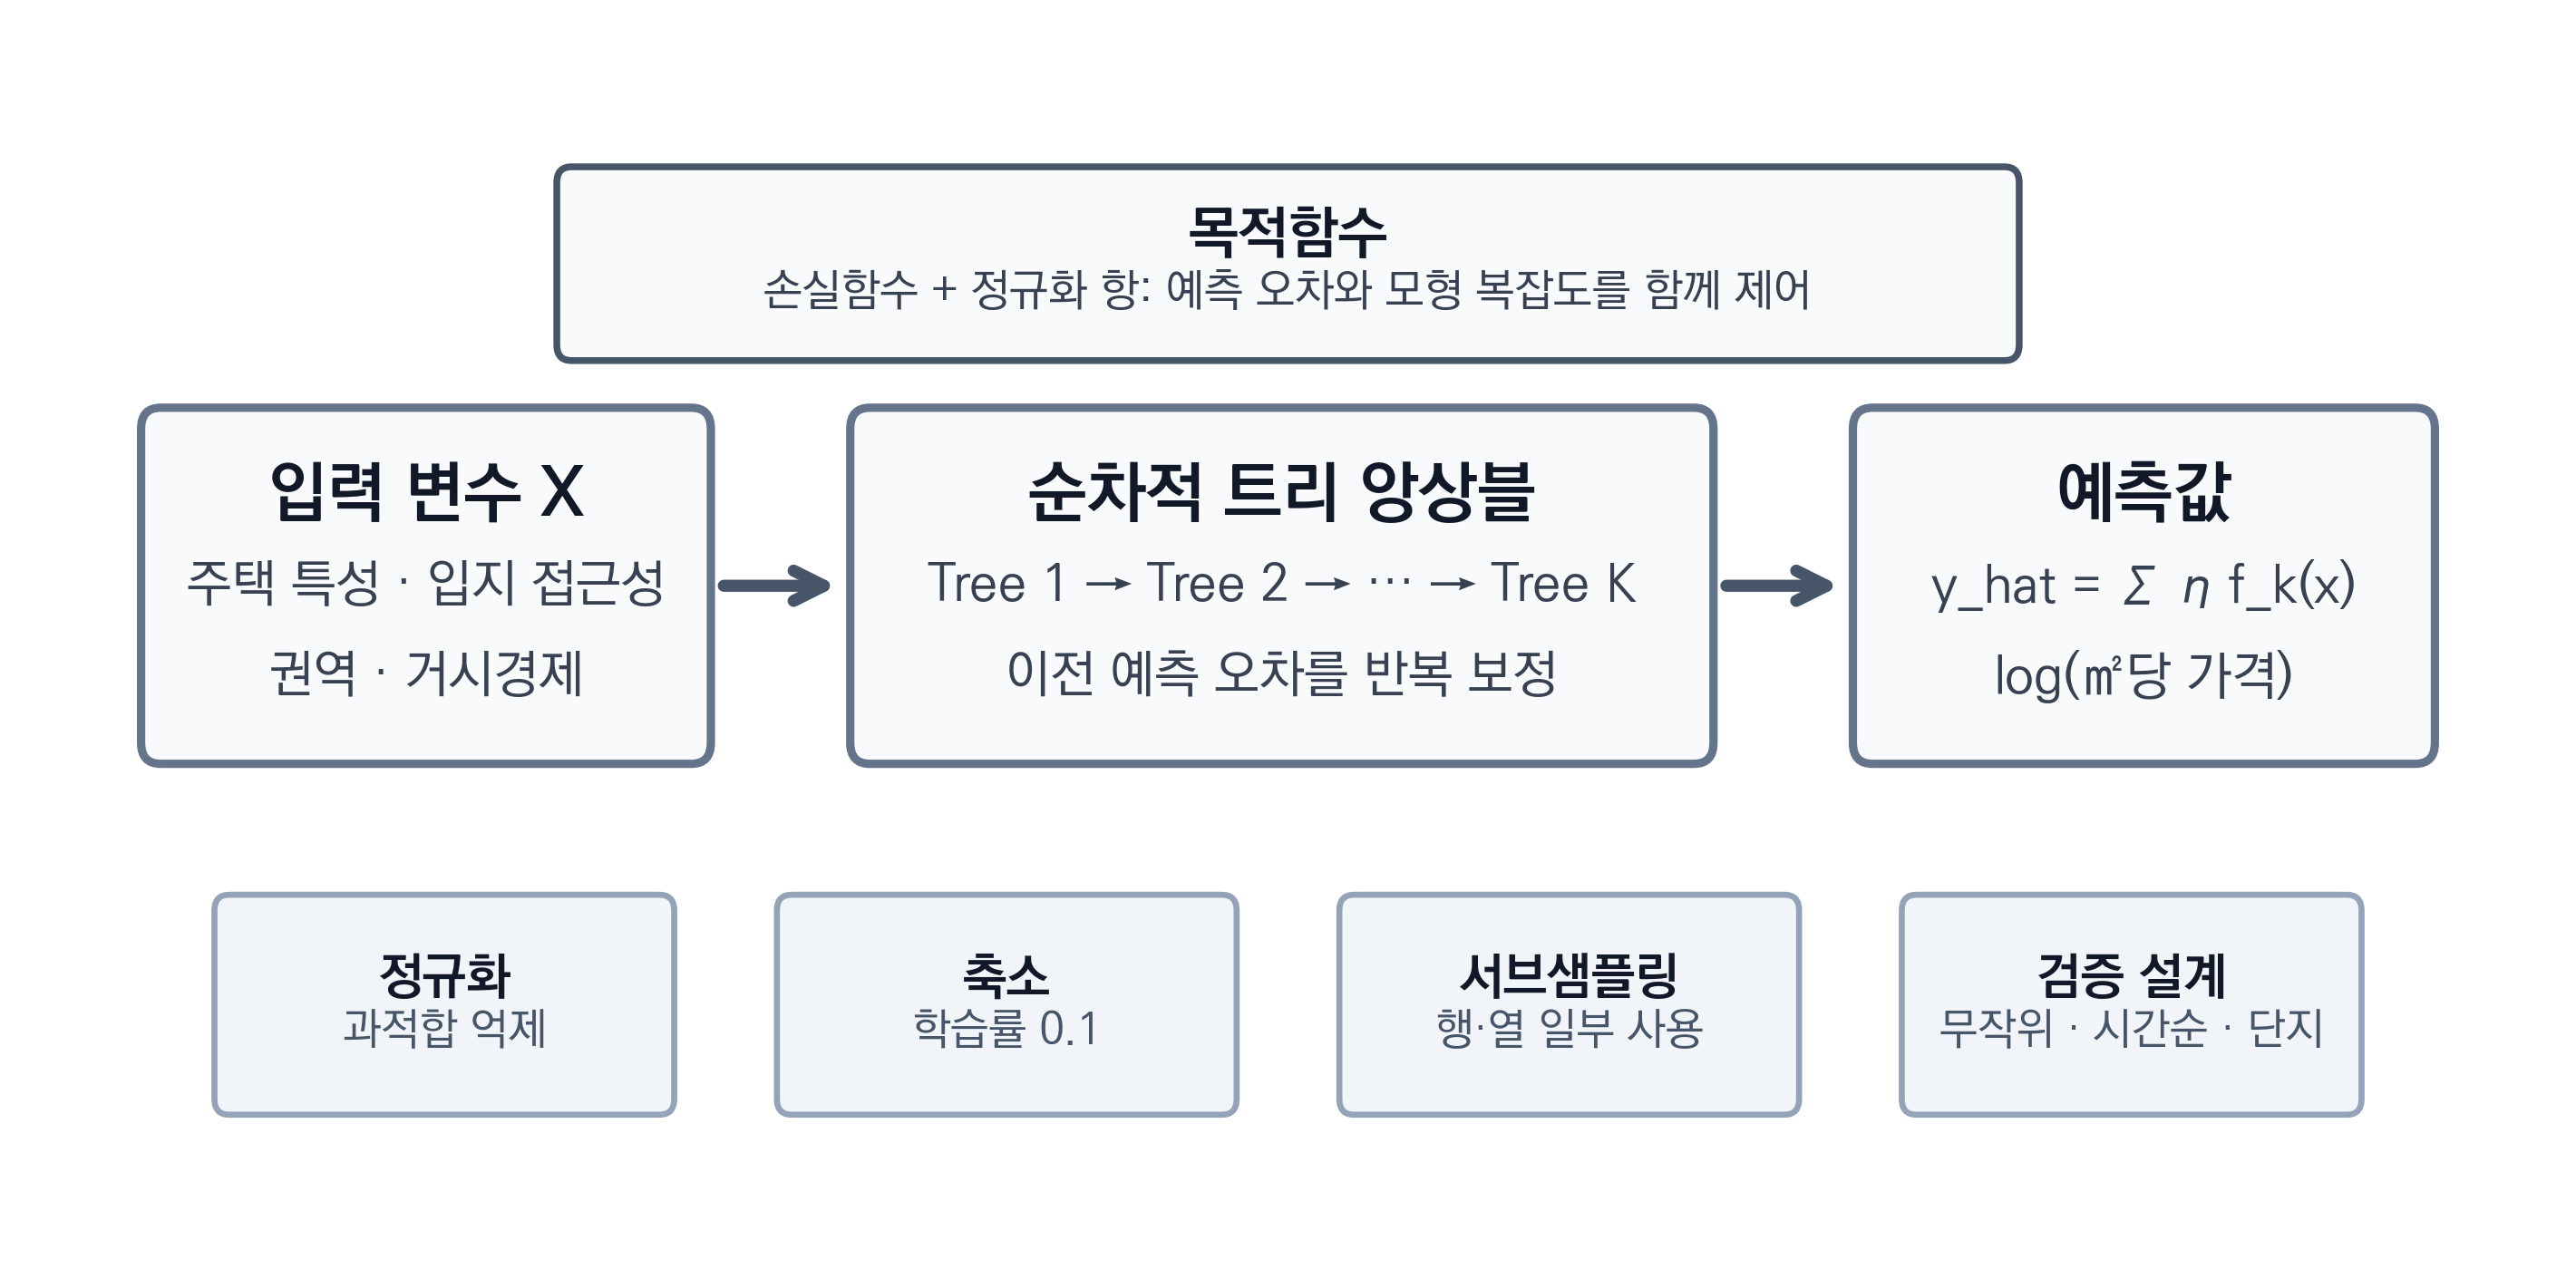 목적함수
손실함수 + 정규화 항: 예측 오차와 모형 복잡도를 함께 제어
입력 변수 X
주택 특성 · 입지 접근성
권역 · 거시경제
순차적 트리 앙상블
Tree 1 → Tree 2 → ⋯ → Tree K
이전 예측 오차를 반복 보정
예측값
y_hat = Σ η f_k(x)
log(㎡당 가격)
정규화
과적합 억제
축소
학습률 0.1
서브샘플링
행·열 일부 사용
검증 설계
무작위 · 시간순 · 단지